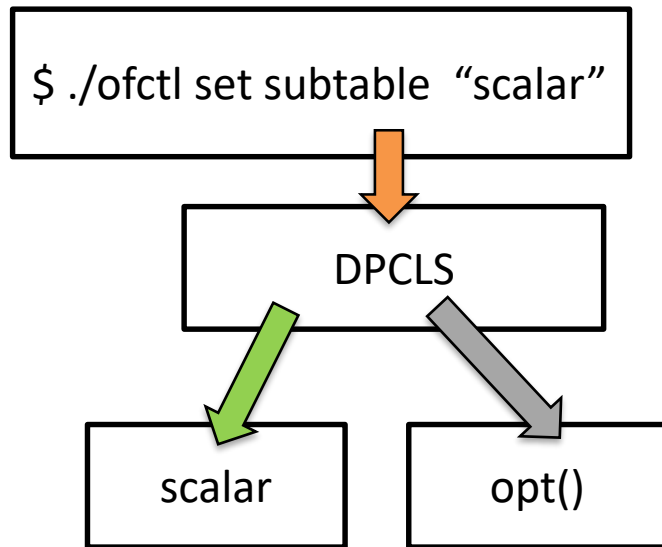 $ ./ofctl set subtable “scalar”
DPCLS
scalar
opt()